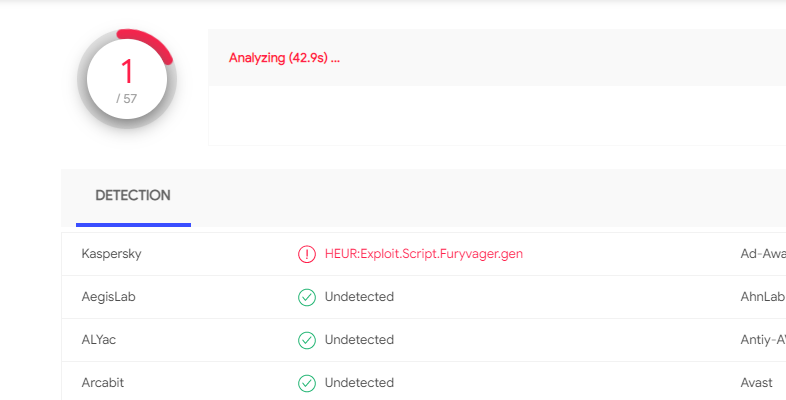 1
/ 57
Analyzing (42.9s) ...
DETECTION
Kaspersky HEUR:Exploit.Script.Furyvager.gen Ad-Awa
AegisLab Undetected AhnLab
ALYac Undetected Antiy-A
Arcabit Undetected Avast